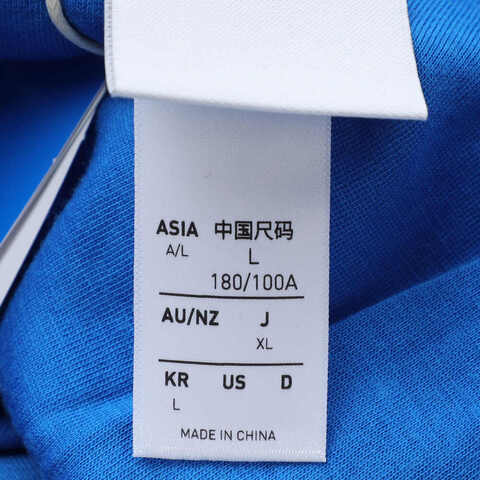 ASIA 中国尺码
A/L L
180/100A
AU/NZ J
XL
KR US D
L
MADE IN CHINA